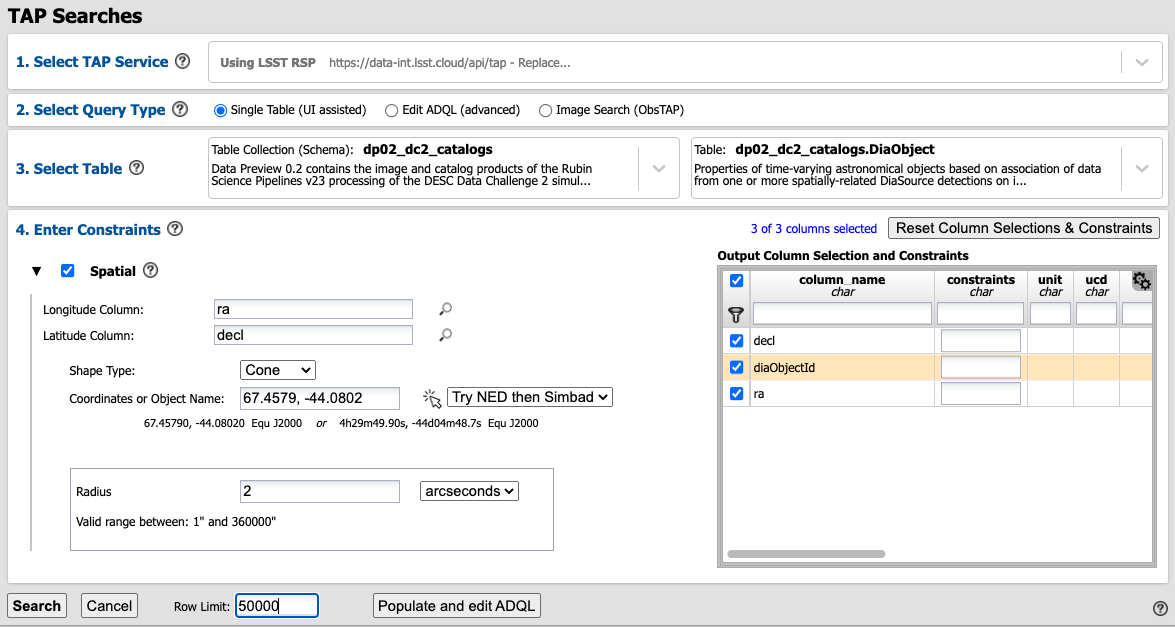 TAP Searches
1. Select TAP Service ?
Using LSST RSP https://data-int.lsst.cloud/api/tap - Replace...
2. Select Query Type ? Single Table (UI assisted) Edit ADQL (advanced) Image Search (ObsTAP)
3. Select Table ?
Table Collection (Schema): dp02_dc2_catalogs
Data Preview 0.2 contains the image and catalog products of the Rubin
Science Pipelines v23 processing of the DESC Data Challenge 2 simul...
Table: dp02_dc2_catalogs.DiaObject
Properties of time-varying astronomical objects based on association of data
from one or more spatially-related DiaSource detections on i...
4. Enter Constraints ?
3 of 3 columns selected Reset Column Selections & Constraints
Spatial ?
Longitude Column: ra
Latitude Column: decl
Shape Type: Cone
Coordinates or Object Name: 67.4579, -44.0802 Try NED then Simbad
67.45790, -44.08020 Equ J2000 or 4h29m49.90s, -44d04m48.7s Equ J2000
Radius 2 arcseconds
Valid range between: 1" and 360000"
Output Column Selection and Constraints
column_name constraints unit ucd
char char char char
decl
diaObjectId
ra
Search Cancel Row Limit: 50000 Populate and edit ADQL ?